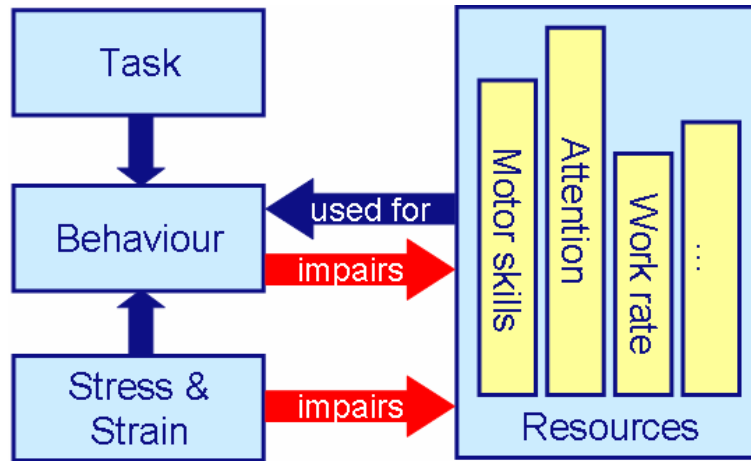 Task
Behaviour
Stress &
Strain
used for
impairs
impairs
Motor skills
Attention
Work rate
...
Resources